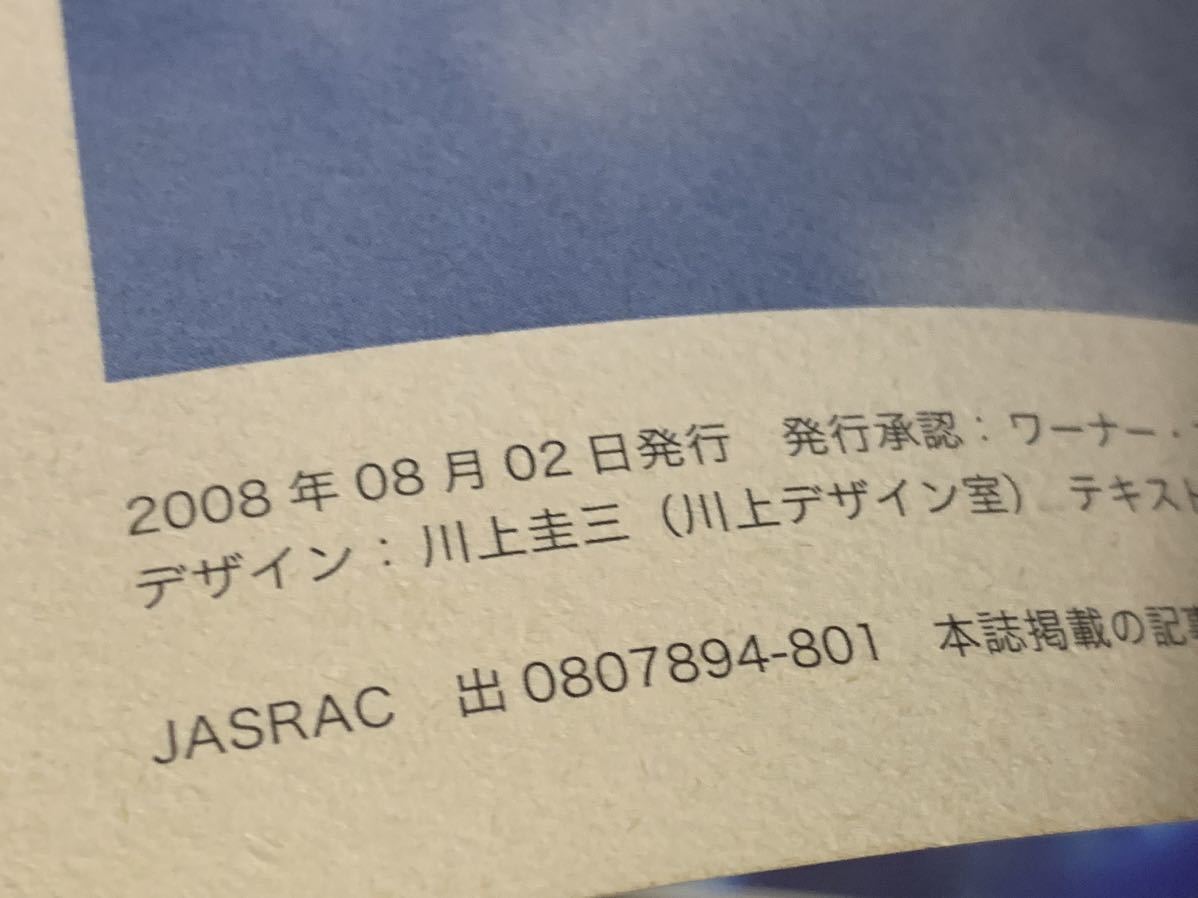 2008 年 08 月 02 日発行　発行承認：ワーナー・
デザイン：川上圭三（川上デザイン室）　テキスト
JASRAC　出 0807894-801　本誌掲載の記事